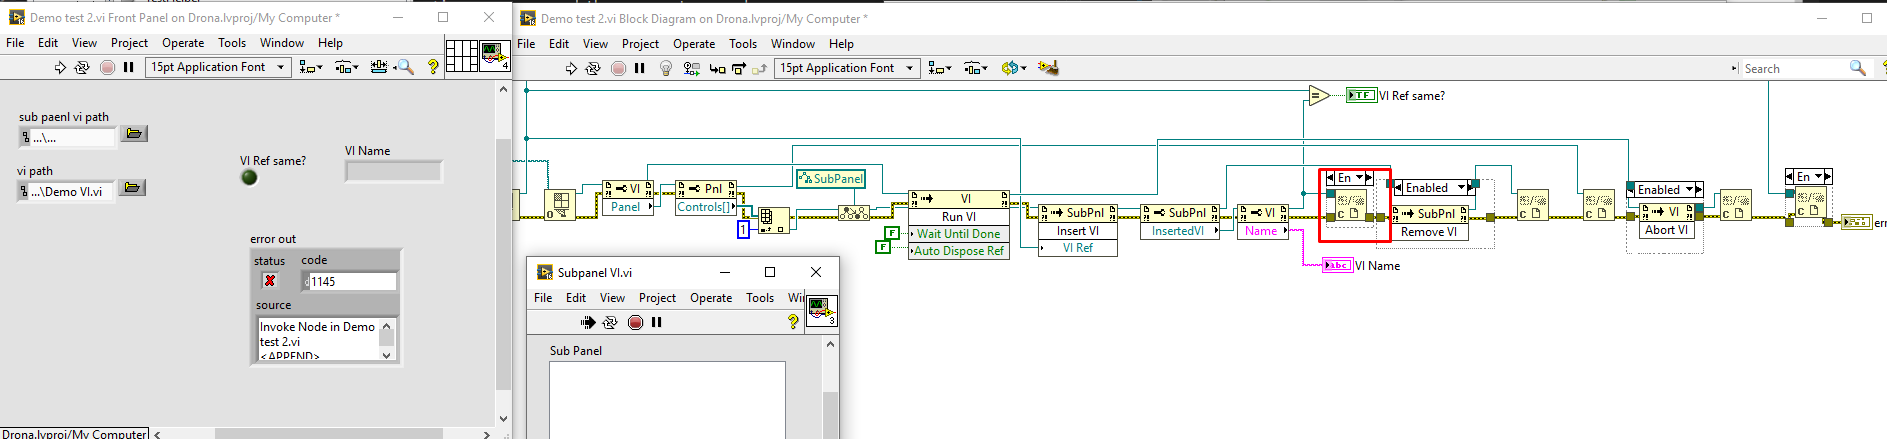 Demo test 2.vi Front Panel on Drona.lvproj/My Computer *
File Edit View Project Operate Tools Window Help
15pt Application Font
4
sub paenl vi path
...\...
vi path
...\Demo VI.vi
VI Ref same?
VI Name
error out
status code
d 1145
source
Invoke Node in Demo
test 2.vi
<APPEND>
Drona.lvproj/My Computer
Demo test 2.vi Block Diagram on Drona.lvproj/My Computer *
File Edit View Project Operate Tools Window Help
15pt Application Font
Search
=
TF
VI Ref same?
VI
Panel
Pnl
Controls[]
1
SubPanel
VI
Run VI
F
Wait Until Done
F
Auto Dispose Ref
SubPnl
Insert VI
VI Ref
SubPnl
InsertedVI
VI
Name
abc
VI Name
En
C
Enabled
SubPnl
Remove VI
C
C
Enabled
VI
Abort VI
C
En
C
Subpanel VI.vi
File Edit View Project Operate Tools
3
Sub Panel